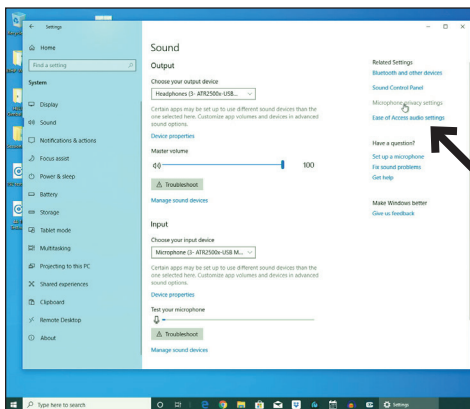 Settings
Home
Find a setting
System
Display
Sound
Notifications & actions
Focus assist
Power & sleep
Battery
Storage
Tablet mode
Multitasking
Projecting to this PC
Shared experiences
Clipboard
Remote Desktop
About
Sound
Output
Choose your output device
Headphones (3- ATR2500x-USB...
Certain apps may be set up to use different sound devices than the
one selected here. Customize app volumes and devices in advanced
sound options.
Device properties
Master volume
100
Troubleshoot
Manage sound devices
Input
Choose your input device
Microphone (3- ATR2500x-USB M...
Certain apps may be set up to use different sound devices than the
one selected here. Customize app volumes and devices in advanced
sound options.
Device properties
Test your microphone
Troubleshoot
Manage sound devices
Related Settings
Bluetooth and other devices
Sound Control Panel
Microphone privacy settings
Ease of Access audio settings
Have a question?
Set up a microphone
Fix sound problems
Get help
Make Windows better
Give us feedback
Type here to search
Settings